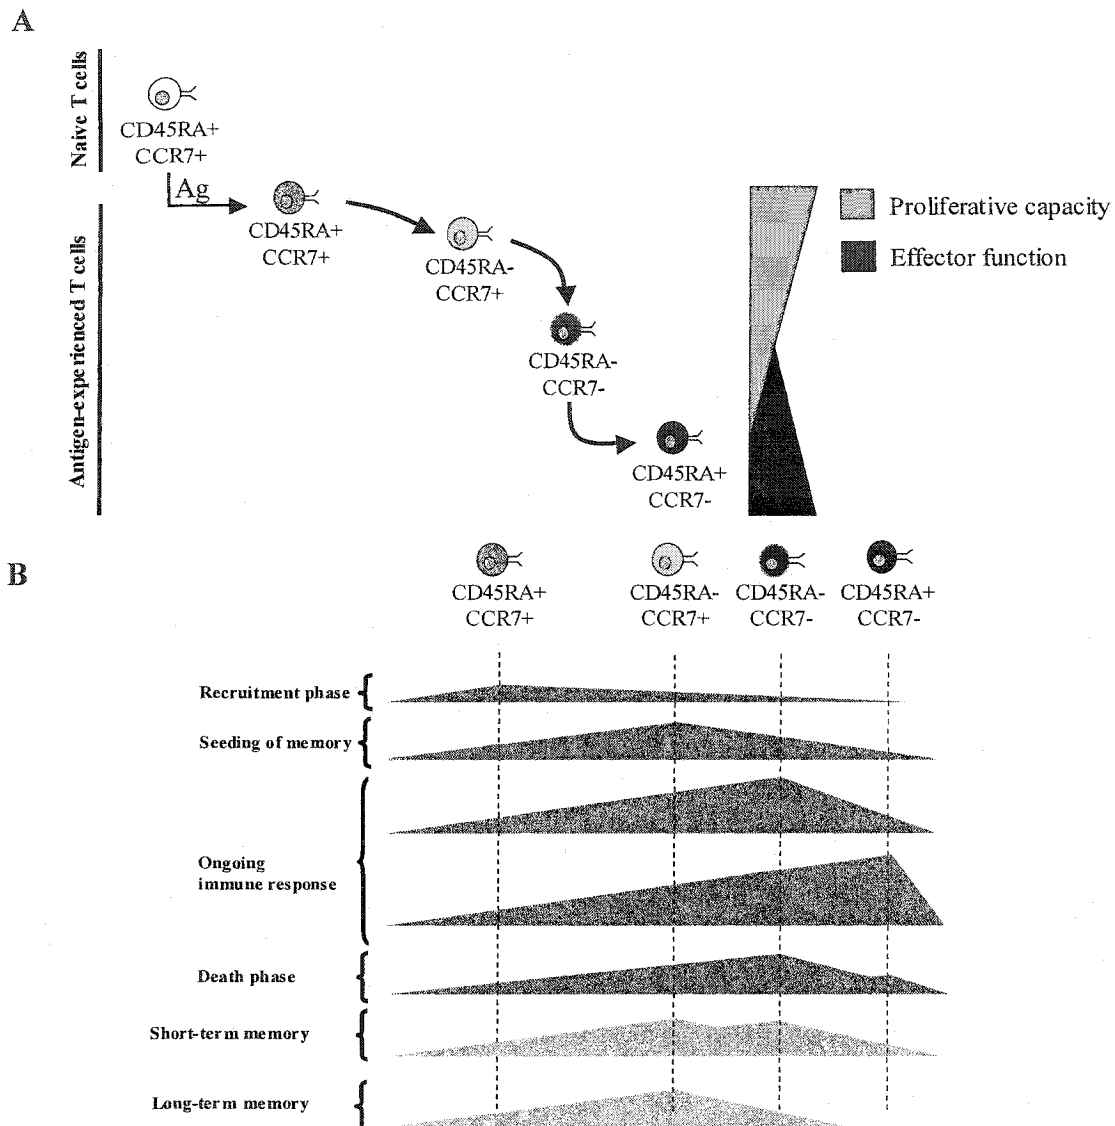 A
Naive T cells
Antigen-experienced T cells
CD45RA+
CCR7+
Ag
CD45RA+
CCR7+
CD45RA-
CCR7+
CD45RA-
CCR7-
CD45RA+
CCR7-
Proliferative capacity
Effector function
B
CD45RA+
CCR7+
CD45RA-
CCR7+
CD45RA-
CCR7-
CD45RA+
CCR7-
Recruitment phase
Seeding of memory
Ongoing
immune response
Death phase
Short-term memory
Long-term memory